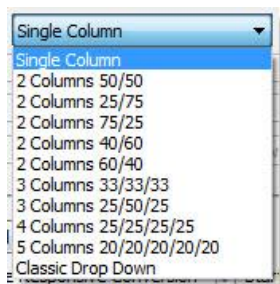 Single Column
Single Column
2 Columns 50/50
2 Columns 25/75
2 Columns 75/25
2 Columns 40/60
2 Columns 60/40
3 Columns 33/33/33
3 Columns 25/50/25
4 Columns 25/25/25/25
5 Columns 20/20/20/20/20
Classic Drop Down